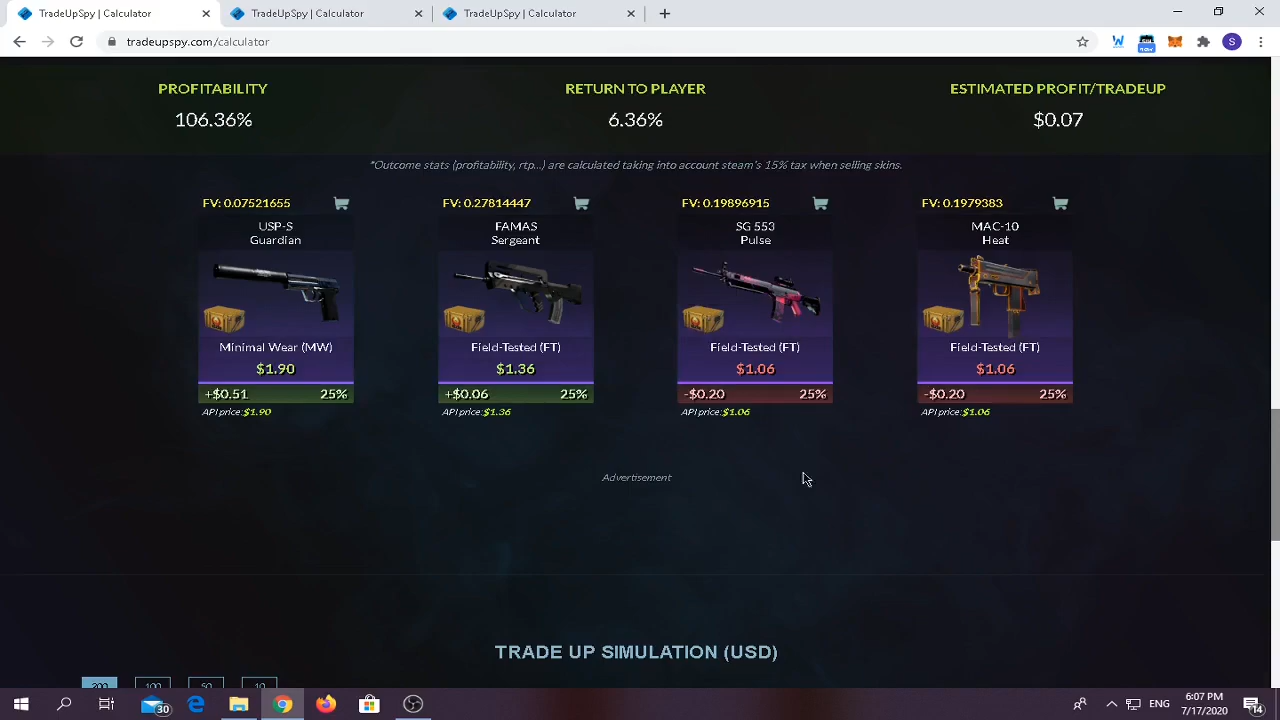 TradeUpSpy | Calculator
TradeUpSpy | Calculator
TradeUpSpy | Calculator
tradeupspy.com/calculator
S
PROFITABILITY
RETURN TO PLAYER
ESTIMATED PROFIT/TRADEUP
106.36%
6.36%
$0.07
*Outcome stats (profitability, rtp...) are calculated taking into account steam's 15% tax when selling skins.
FV: 0.07521655
USP-S
Guardian
Minimal Wear (MW)
$1.90
+$0.51 25%
API price:$1.90
FV: 0.27814447
FAMAS
Sergeant
Field-Tested (FT)
$1.36
+$0.06 25%
API price:$1.36
FV: 0.19896915
SG 553
Pulse
Field-Tested (FT)
$1.06
-$0.20 25%
API price:$1.06
FV: 0.1979383
MAC-10
Heat
Field-Tested (FT)
$1.06
-$0.20 25%
API price:$1.06
Advertisement
TRADE UP SIMULATION (USD)
200 100 50 10
30
ENG
6:07 PM
7/17/2020
14